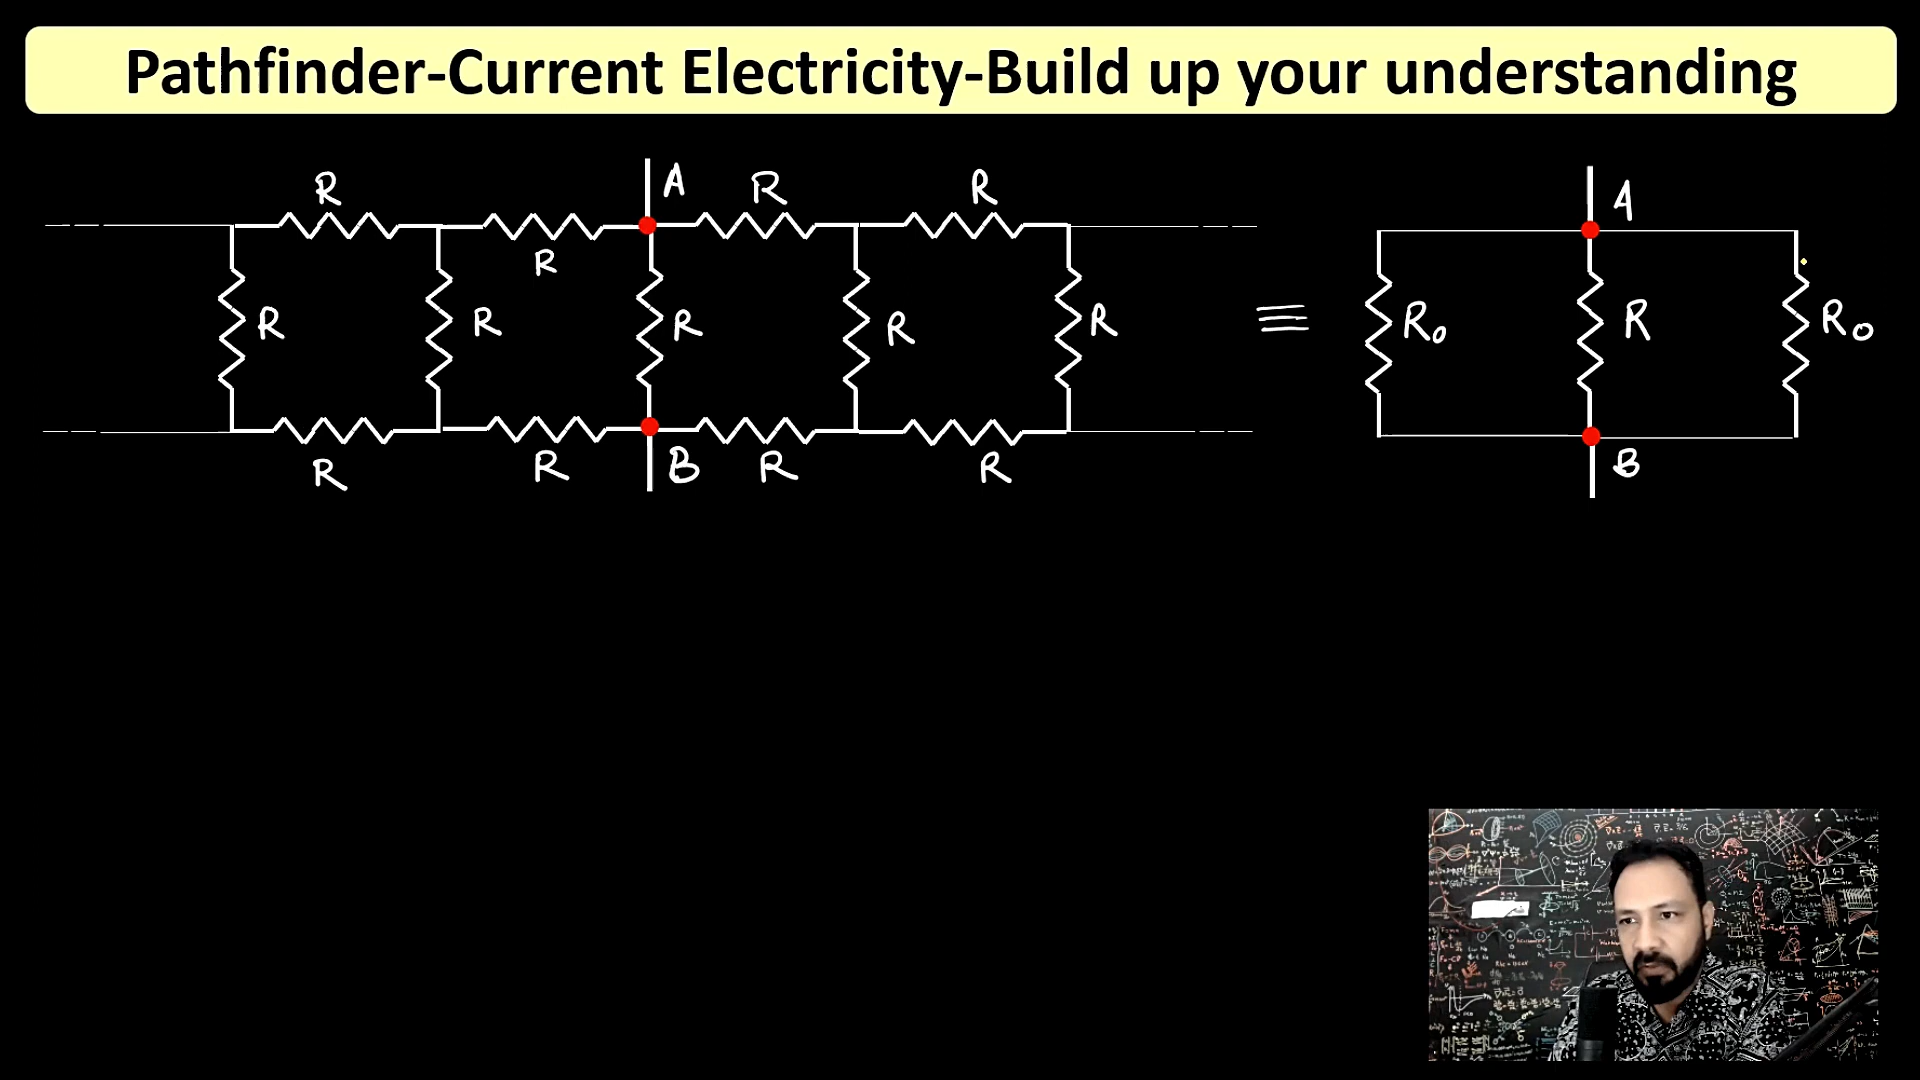 Pathfinder-Current Electricity-Build up your understanding
R R A R R
R R R R R
R R B R R
≡
A
R₀ R R₀
B